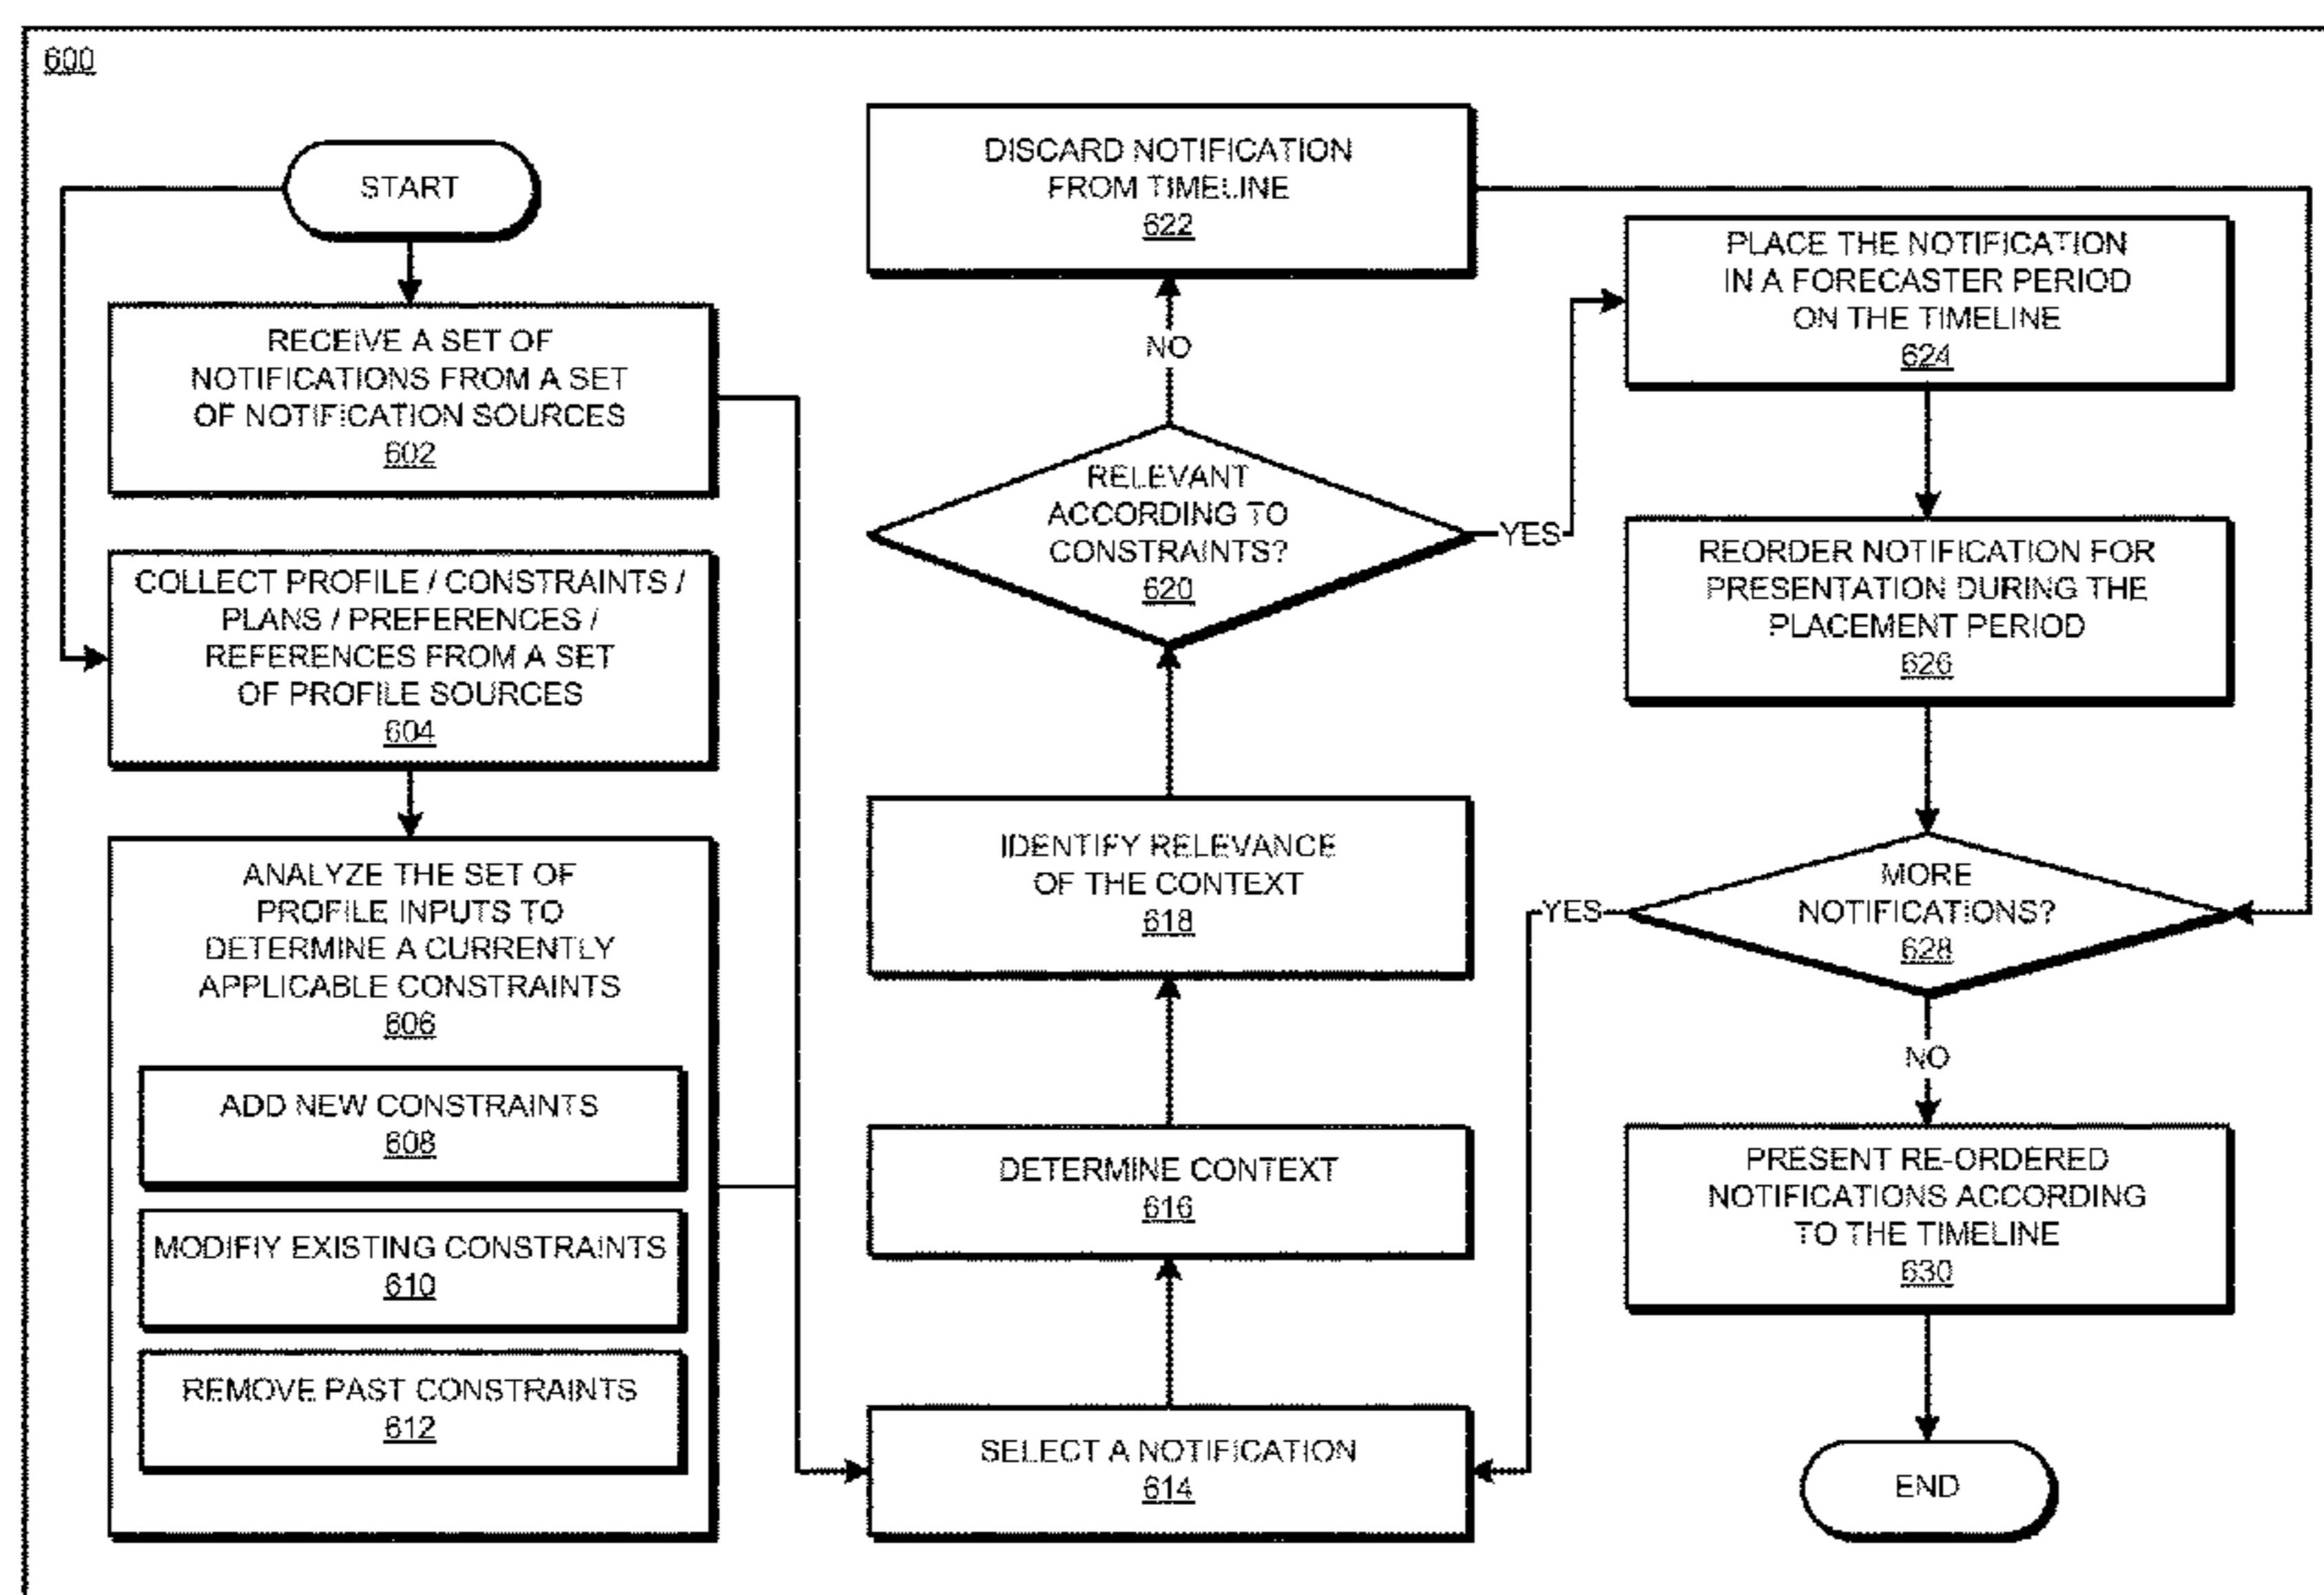 600
START
RECEIVE A SET OF
NOTIFICATIONS FROM A SET
OF NOTIFICATION SOURCES
602
COLLECT PROFILE / CONSTRAINTS /
PLANS / PREFERENCES /
REFERENCES FROM A SET
OF PROFILE SOURCES
604
ANALYZE THE SET OF
PROFILE INPUTS TO
DETERMINE A CURRENTLY
APPLICABLE CONSTRAINTS
606
ADD NEW CONSTRAINTS
608
MODIFIY EXISTING CONSTRAINTS
610
REMOVE PAST CONSTRAINTS
612
DISCARD NOTIFICATION
FROM TIMELINE
622
NO
RELEVANT
ACCORDING TO
CONSTRAINTS?
620
YES
IDENTIFY RELEVANCE
OF THE CONTEXT
618
DETERMINE CONTEXT
616
SELECT A NOTIFICATION
614
PLACE THE NOTIFICATION
IN A FORECASTER PERIOD
ON THE TIMELINE
624
REORDER NOTIFICATION FOR
PRESENTATION DURING THE
PLACEMENT PERIOD
626
MORE
NOTIFICATIONS?
628
YES
NO
PRESENT RE-ORDERED
NOTIFICATIONS ACCORDING
TO THE TIMELINE
630
END